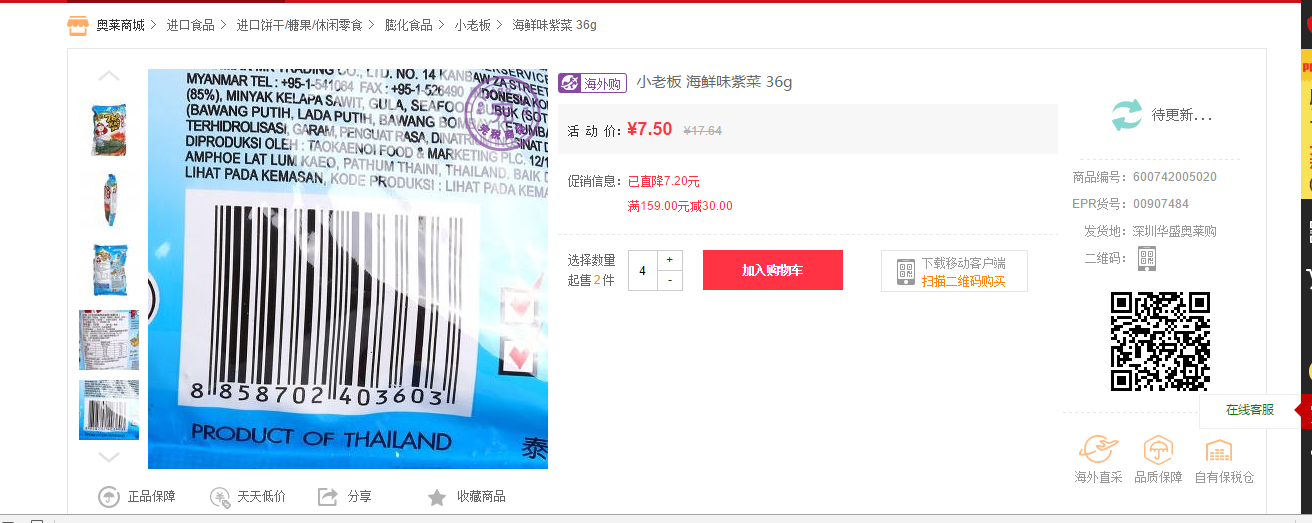 奥莱商城 > 进口食品 > 进口饼干/糖果/休闲零食 > 膨化食品 > 小老板 > 海鲜味紫菜 36g
MYANMAR TEL : +95-1-541064 FAX : +95-1-526490
(85%), MINYAK KELAPA SAWIT, GULA, SEAFOOD
(BAWANG PUTIH, LADA PUTIH, BAWANG
TERHIDROLISASI, GARAM, PENGUAT RASA,
DIPRODUKSI OLEH : TAOKAENOI FOOD & MARKETING PLC. 12/1
AMPHOE LAT LUM KAEO, PATHUM THAINI, THAILAND. BAIK
LIHAT PADA KEMASAN, KODE PRODUKSI : LIHAT PADA KEMA
8 858702 403603
PRODUCT OF THAILAND
泰
正品保障
天天低价
分享
收藏商品
海外购 小老板 海鲜味紫菜 36g
活 动 价: ¥7.50 ¥17.64
促销信息: 已直降7.20元
满159.00元减30.00
选择数量
起售 2 件
4
+
-
加入购物车
下载移动客户端
扫描二维码购买
待更新...
商品编号: 600742005020
EPR货号: 00907484
发货地: 深圳华盛奥莱购
二维码:
在线客服
海外直采
品质保障
自有保税仓